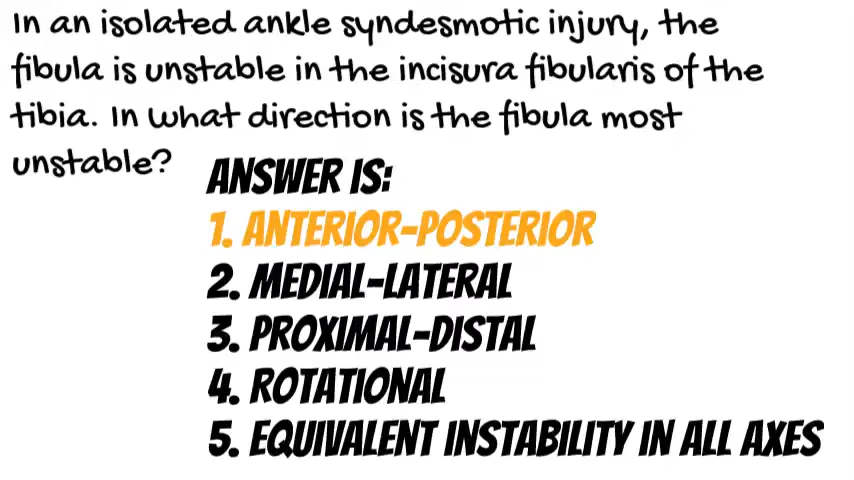 In an isolated ankle syndesmotic injury, the
fibula is unstable in the incisura fibularis of the
tibia. In what direction is the fibula most
unstable?
ANSWER IS:
1. ANTERIOR-POSTERIOR
2. MEDIAL-LATERAL
3. PROXIMAL-DISTAL
4. ROTATIONAL
5. EQUIVALENT INSTABILITY IN ALL AXES